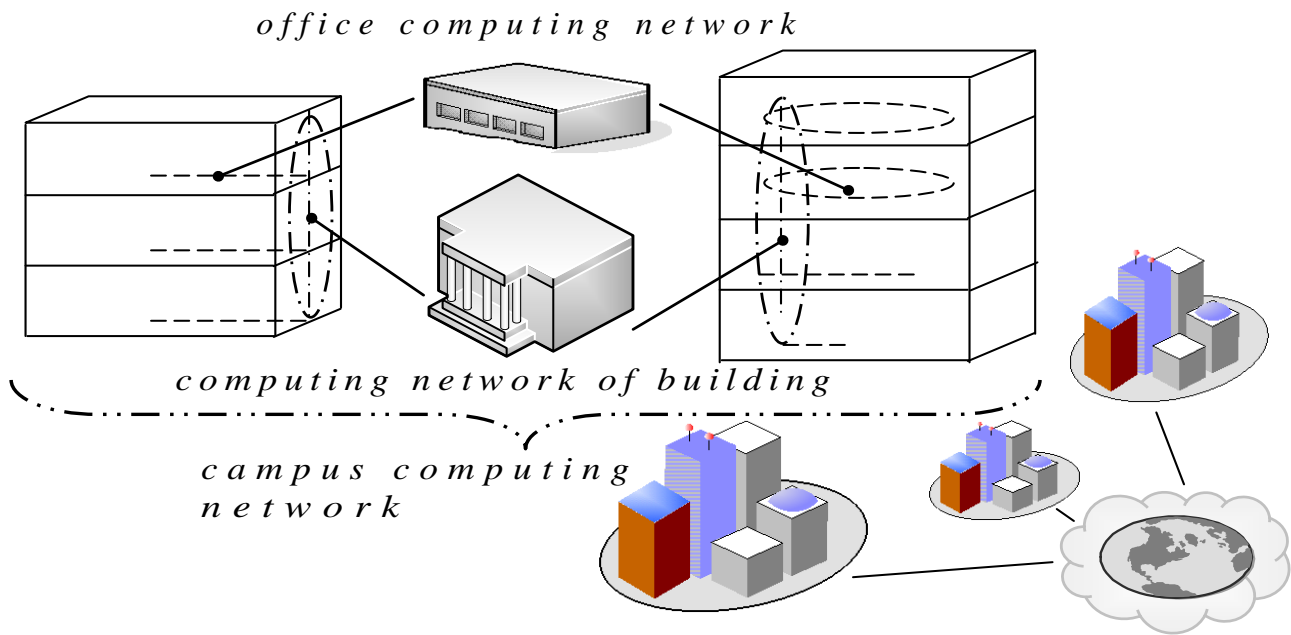 office computing network
computing network of building
campus computing
network